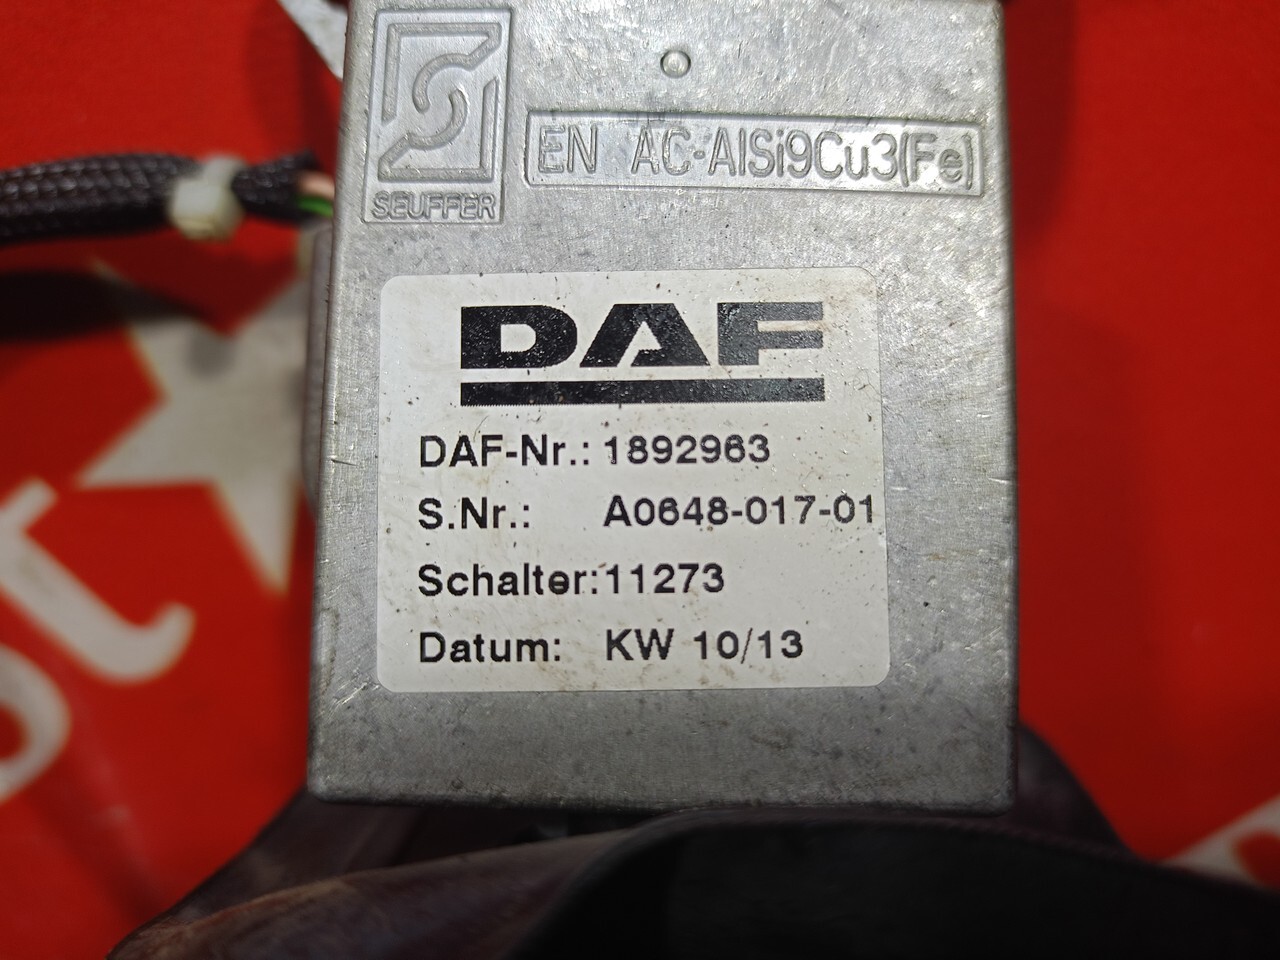 SEUFFER
EN AC-AlSi9Cu3(Fe)
DAF
DAF-Nr.: 1892963
S.Nr.: A0648-017-01
Schalter: 11273
Datum: KW 10/13